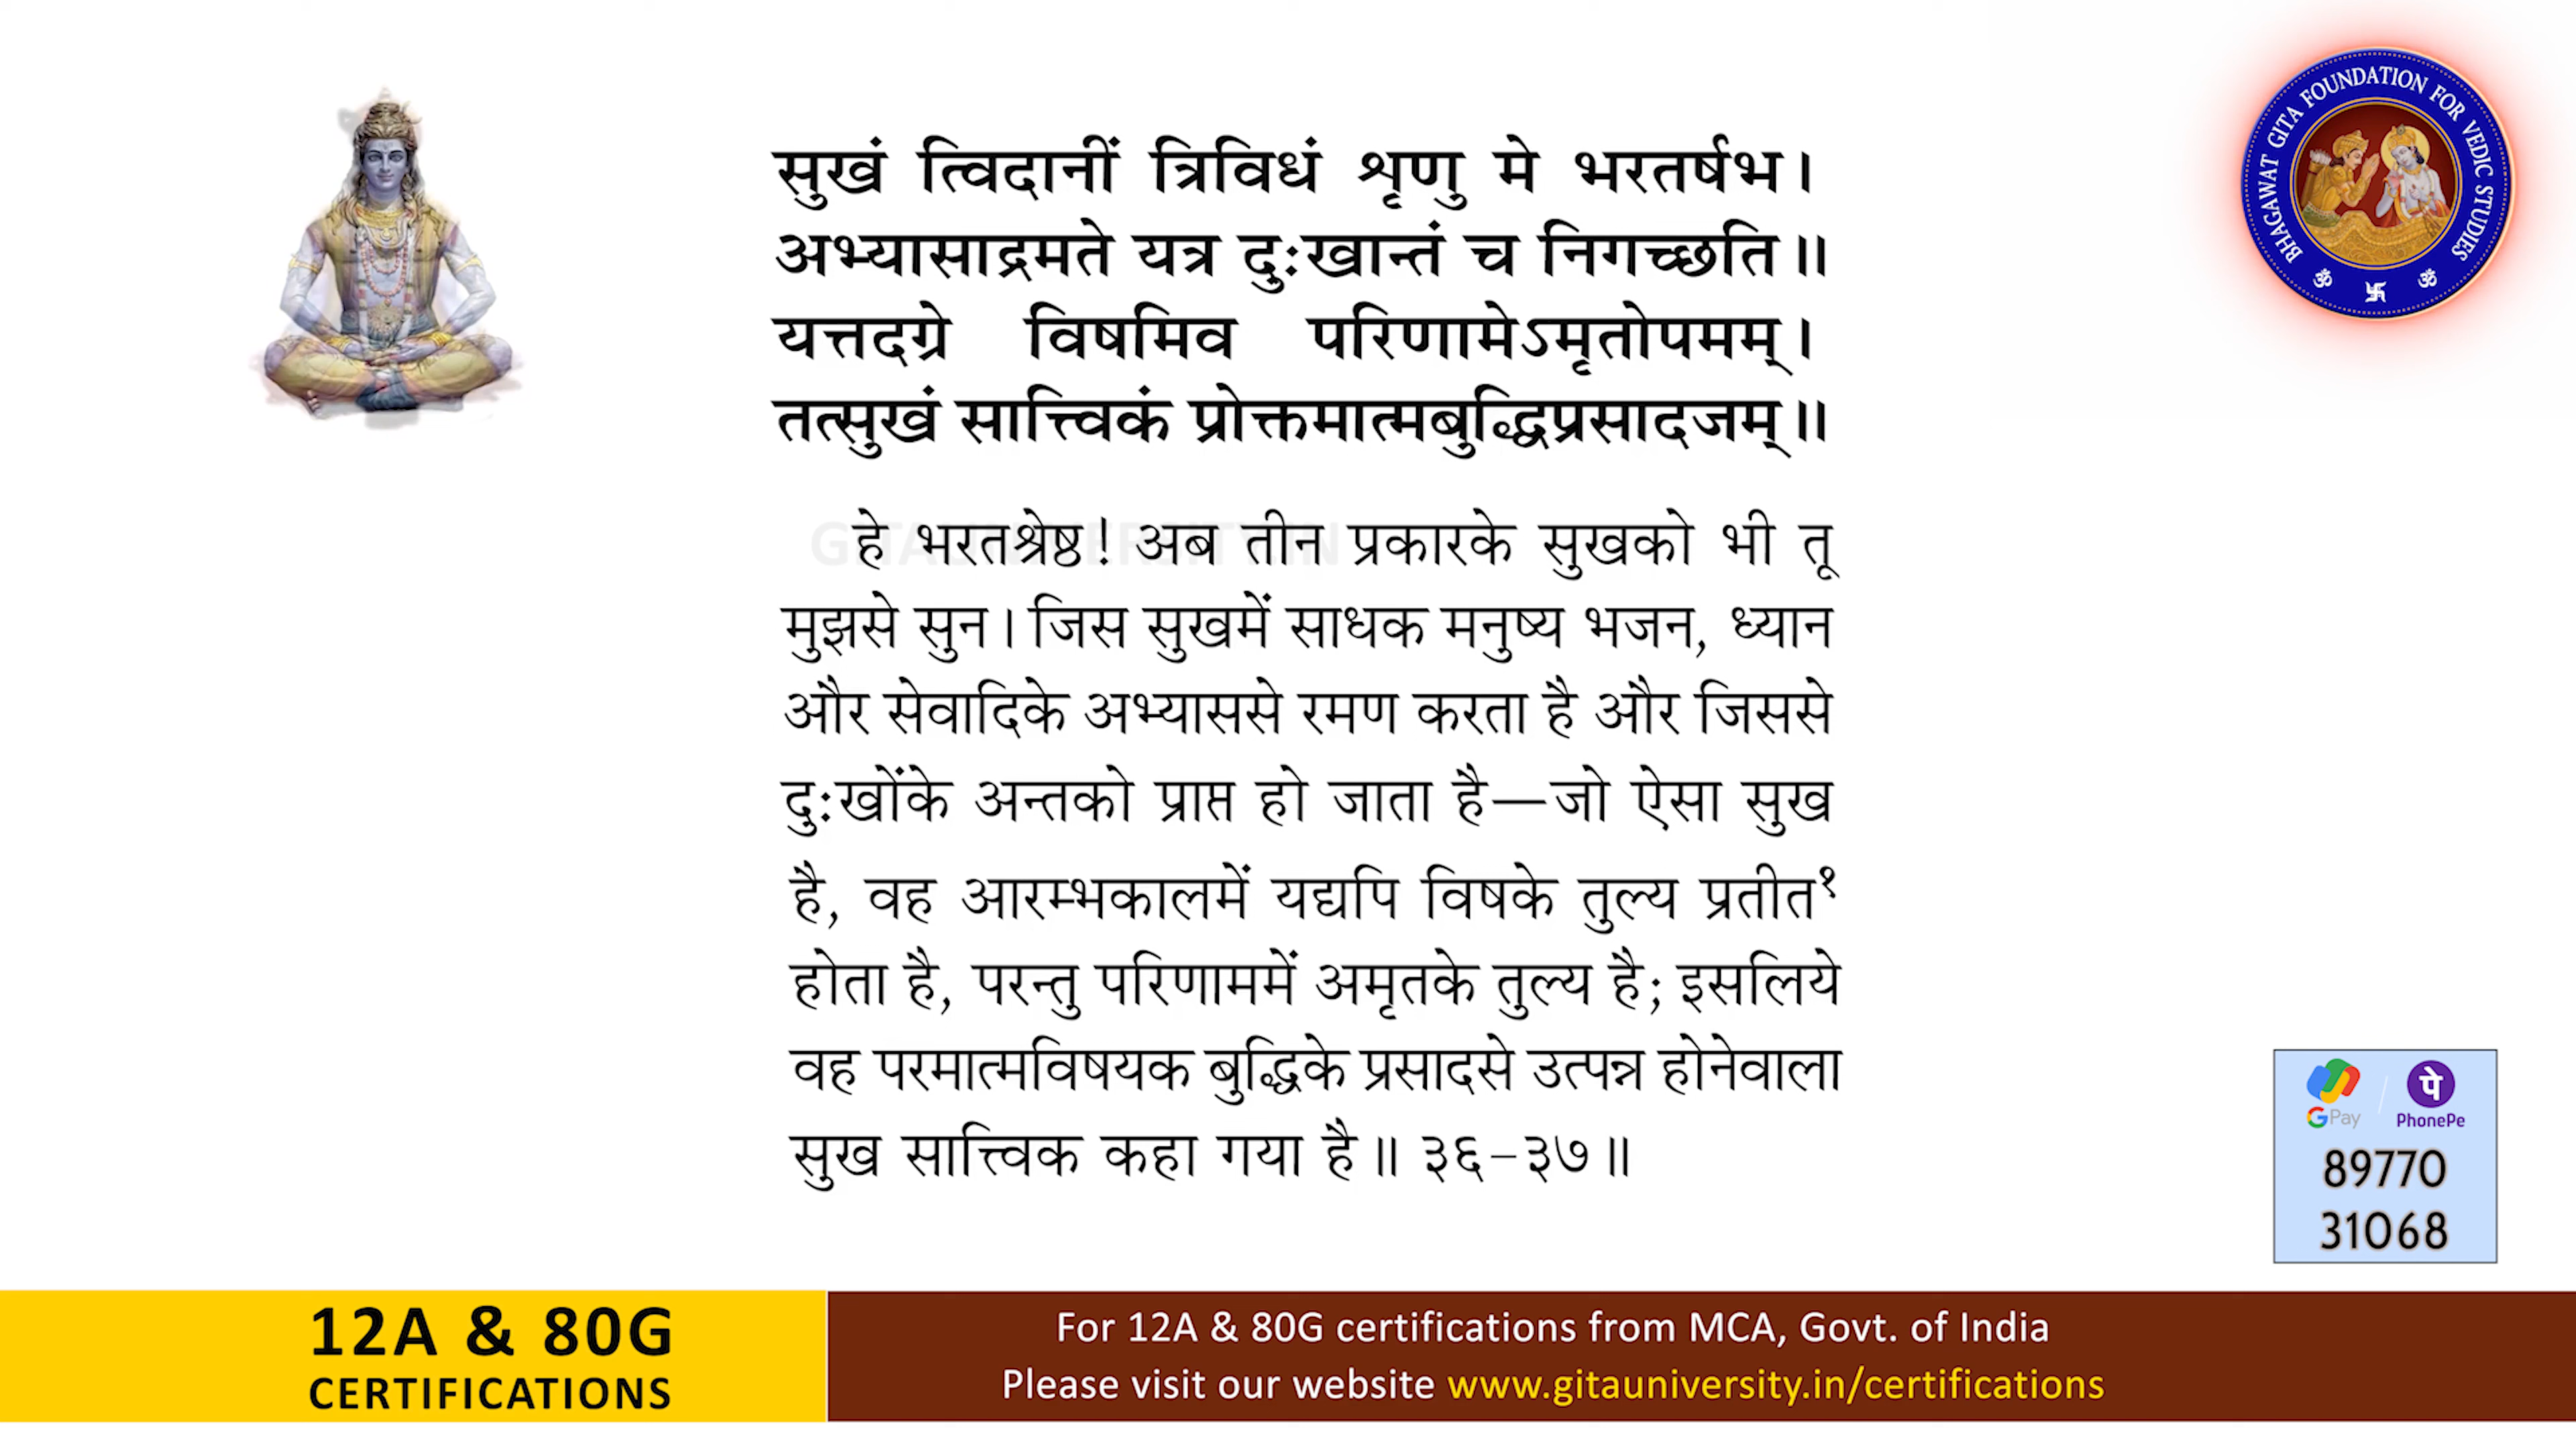 सुखं त्विदानीं त्रिविधं शृणु मे भरतर्षभ।
अभ्यासाद्रमते यत्र दुःखान्तं च निगच्छति॥
यत्तदग्रे विषमिव परिणामेऽमृतोपमम्।
तत्सुखं सात्त्विकं प्रोक्तमात्मबुद्धिप्रसादजम्॥
हे भरतश्रेष्ठ! अब तीन प्रकारके सुखको भी तू
मुझसे सुन। जिस सुखमें साधक मनुष्य भजन, ध्यान
और सेवादिके अभ्याससे रमण करता है और जिससे
दुःखोंके अन्तको प्राप्त हो जाता है—जो ऐसा सुख
है, वह आरम्भकालमें यद्यपि विषके तुल्य प्रतीत१
होता है, परन्तु परिणाममें अमृतके तुल्य है; इसलिये
वह परमात्मविषयक बुद्धिके प्रसादसे उत्पन्न होनेवाला
सुख सात्त्विक कहा गया है॥ ३६-३७॥
GITAUNIVERSITY.IN
BHAGAWAT GITA FOUNDATION FOR VEDIC STUDIES
ॐ 卐 ॐ
GPay पे PhonePe
89770
31068
12A & 80G
CERTIFICATIONS
For 12A & 80G certifications from MCA, Govt. of India
Please visit our website www.gitauniversity.in/certifications